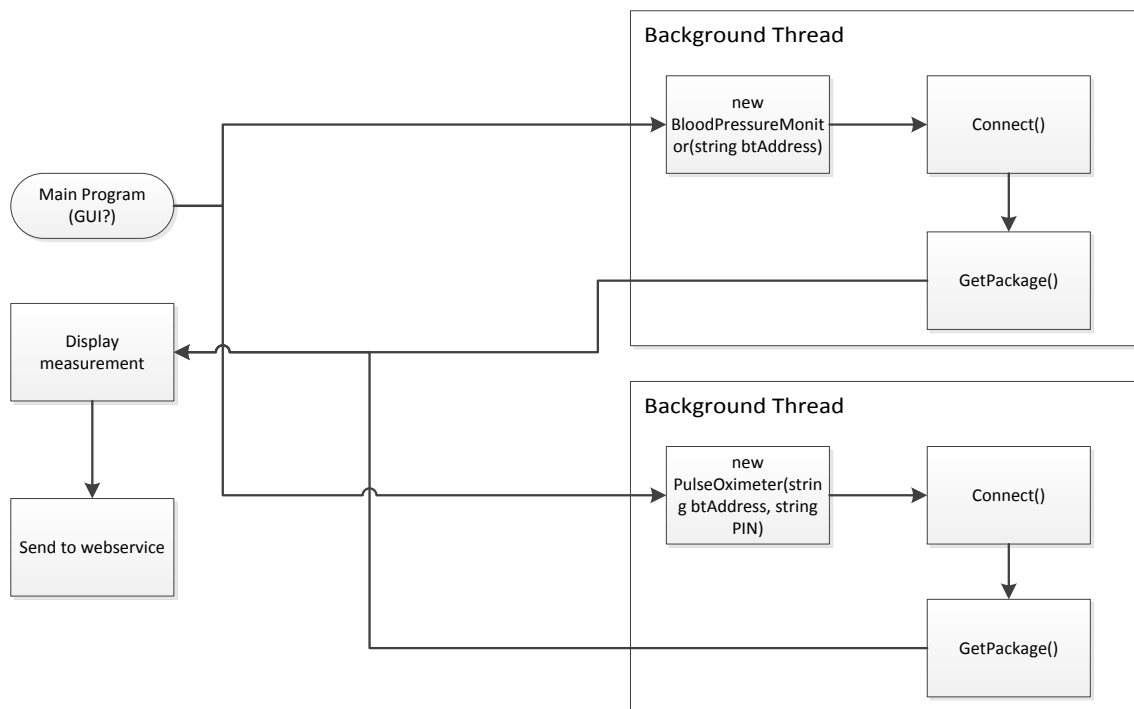 Background Thread
new
BloodPressureMonit
or(string btAddress)
Connect()
Main Program
(GUI?)
GetPackage()
Display
measurement
Background Thread
new
PulseOximeter(strin
g btAddress, string
PIN)
Connect()
Send to webservice
GetPackage()